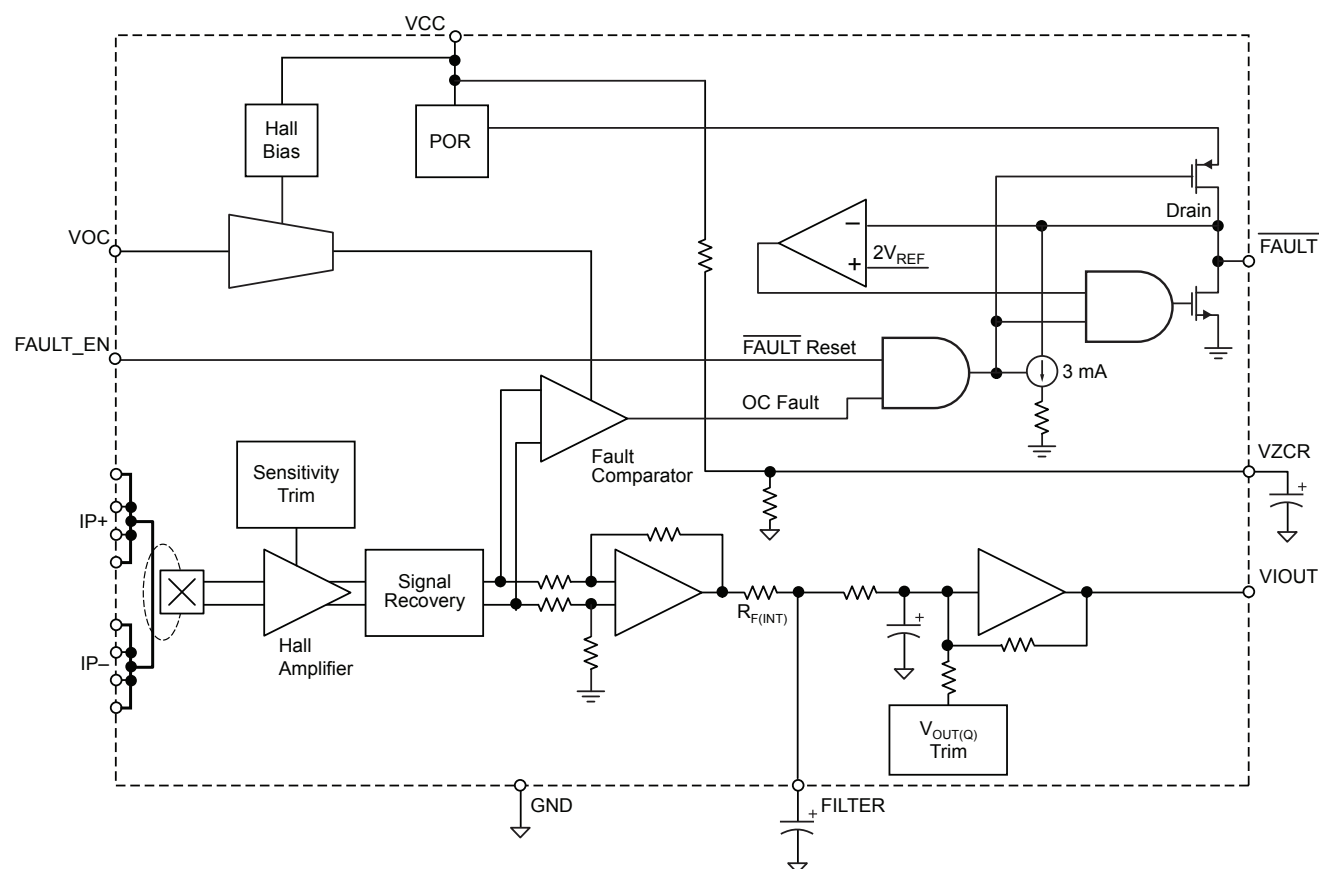 VCC
Hall
Bias
POR
Drain
VOC
−
+
2VREF
FAULT
FAULT_EN
FAULT Reset
3 mA
OC Fault
Sensitivity
Trim
Fault
Comparator
VZCR
+
IP+
Signal
Recovery
RF(INT)
VIOUT
Hall
Amplifier
+
IP–
VOUT(Q)
Trim
GND
+
FILTER